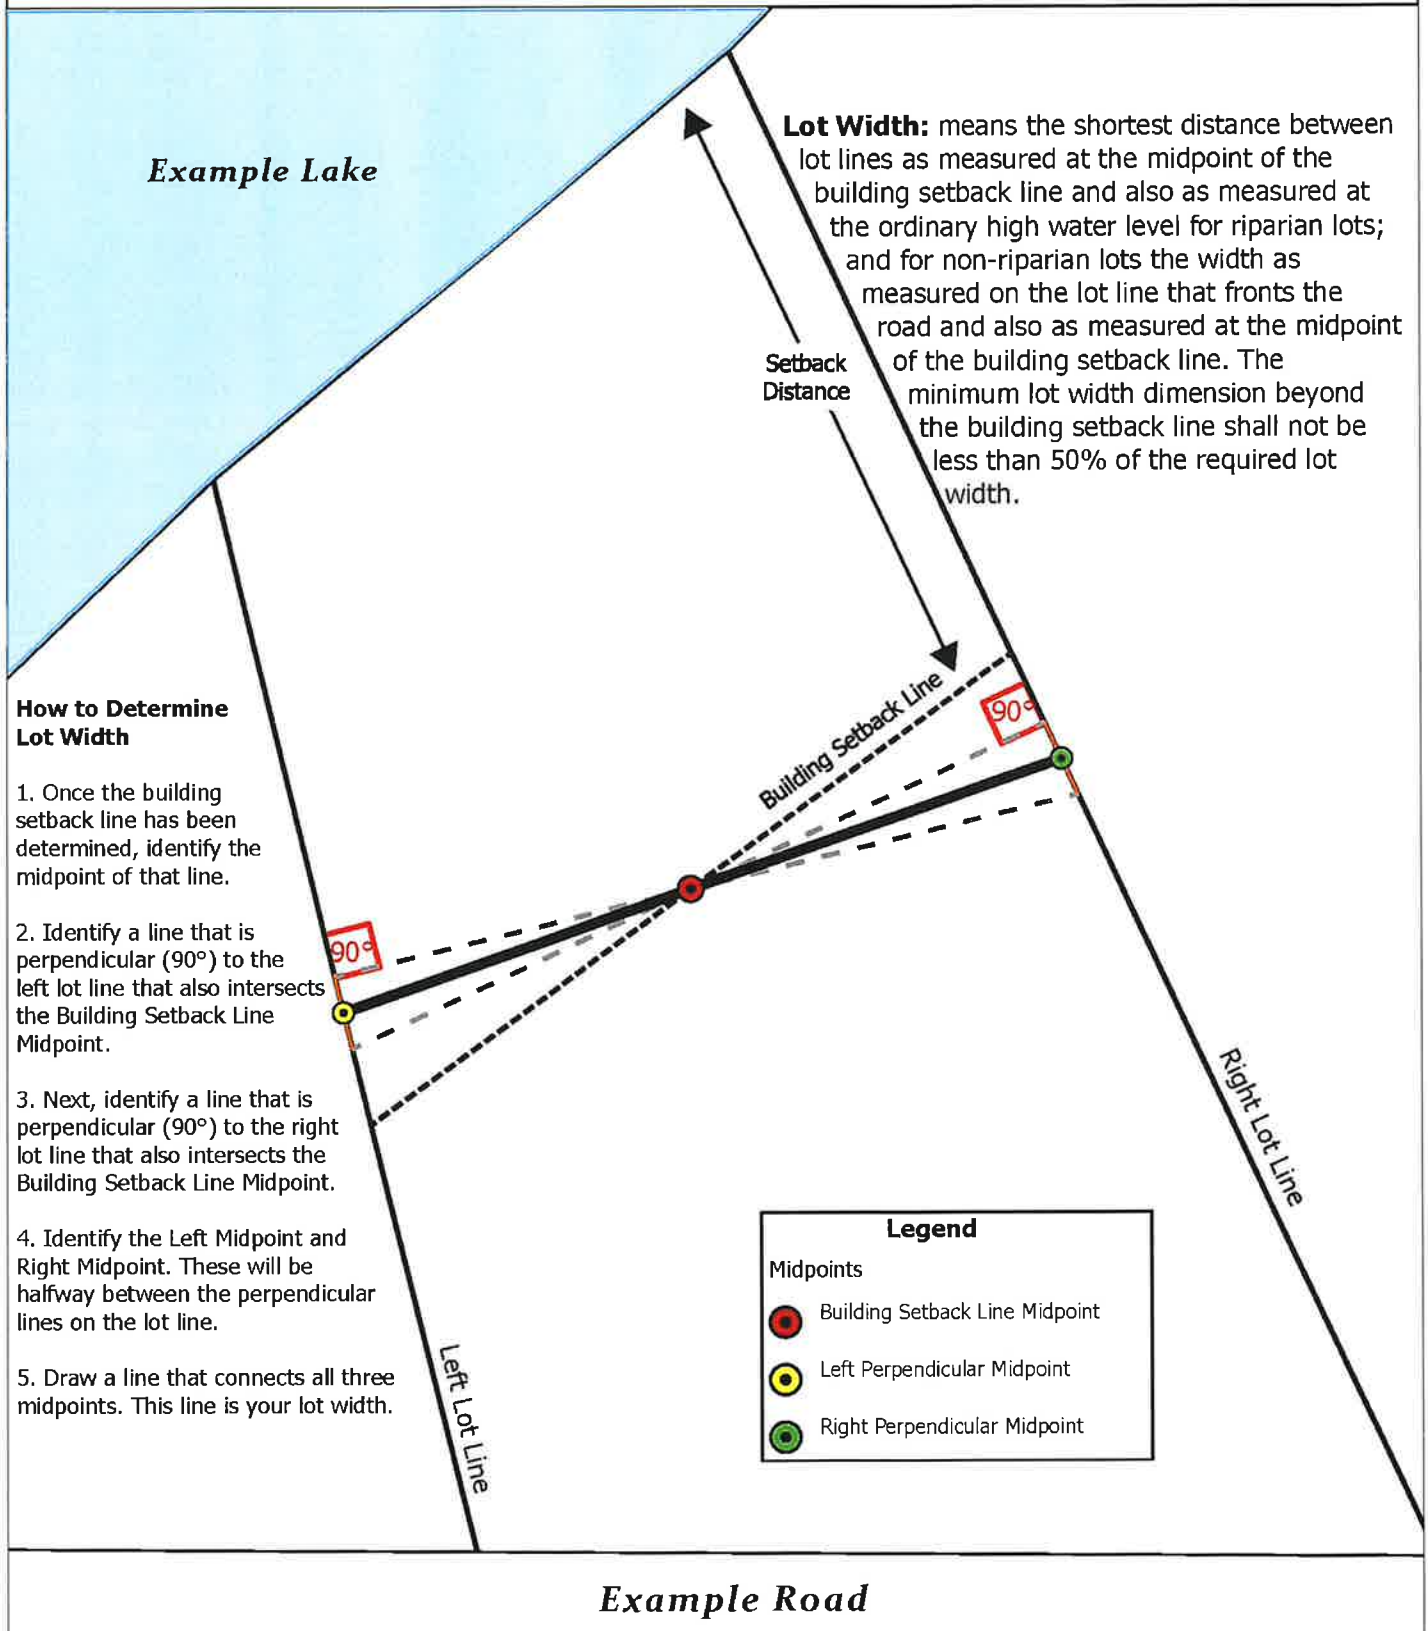 Example Lake
Lot Width: means the shortest distance between
lot lines as measured at the midpoint of the
building setback line and also as measured at
the ordinary high water level for riparian lots;
and for non-riparian lots the width as
measured on the lot line that fronts the
road and also as measured at the midpoint
of the building setback line. The
minimum lot width dimension beyond
the building setback line shall not be
less than 50% of the required lot
width.
Setback
Distance
Building Setback Line
90°
90°
How to Determine
Lot Width
1. Once the building
setback line has been
determined, identify the
midpoint of that line.
2. Identify a line that is
perpendicular (90°) to the
left lot line that also intersects
the Building Setback Line
Midpoint.
3. Next, identify a line that is
perpendicular (90°) to the right
lot line that also intersects the
Building Setback Line Midpoint.
4. Identify the Left Midpoint and
Right Midpoint. These will be
halfway between the perpendicular
lines on the lot line.
5. Draw a line that connects all three
midpoints. This line is your lot width.
Left Lot Line
Right Lot Line
Legend
Midpoints
Building Setback Line Midpoint
Left Perpendicular Midpoint
Right Perpendicular Midpoint
Example Road